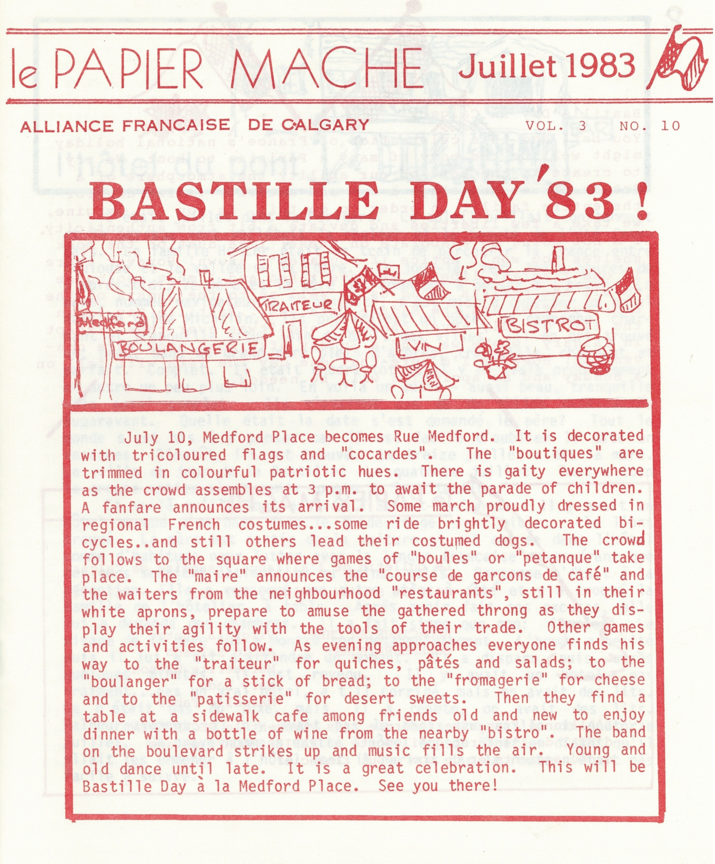 le PAPIER MACHE Juillet 1983
ALLIANCE FRANCAISE DE CALGARY VOL. 3 NO. 10
BASTILLE DAY '83 !
Medford
BOULANGERIE
TRAITEUR
VIN
BISTROT
July 10, Medford Place becomes Rue Medford. It is decorated
with tricoloured flags and "cocardes". The "boutiques" are
trimmed in colourful patriotic hues. There is gaity everywhere
as the crowd assembles at 3 p.m. to await the parade of children.
A fanfare announces its arrival. Some march proudly dressed in
regional French costumes...some ride brightly decorated bi-
cycles..and still others lead their costumed dogs. The crowd
follows to the square where games of "boules" or "petanque" take
place. The "maire" announces the "course de garcons de café" and
the waiters from the neighbourhood "restaurants", still in their
white aprons, prepare to amuse the gathered throng as they dis-
play their agility with the tools of their trade. Other games
and activities follow. As evening approaches everyone finds his
way to the "traiteur" for quiches, pâtés and salads; to the
"boulanger" for a stick of bread; to the "fromagerie" for cheese
and to the "patisserie" for desert sweets. Then they find a
table at a sidewalk cafe among friends old and new to enjoy
dinner with a bottle of wine from the nearby "bistro". The band
on the boulevard strikes up and music fills the air. Young and
old dance until late. It is a great celebration. This will be
Bastille Day à la Medford Place. See you there!